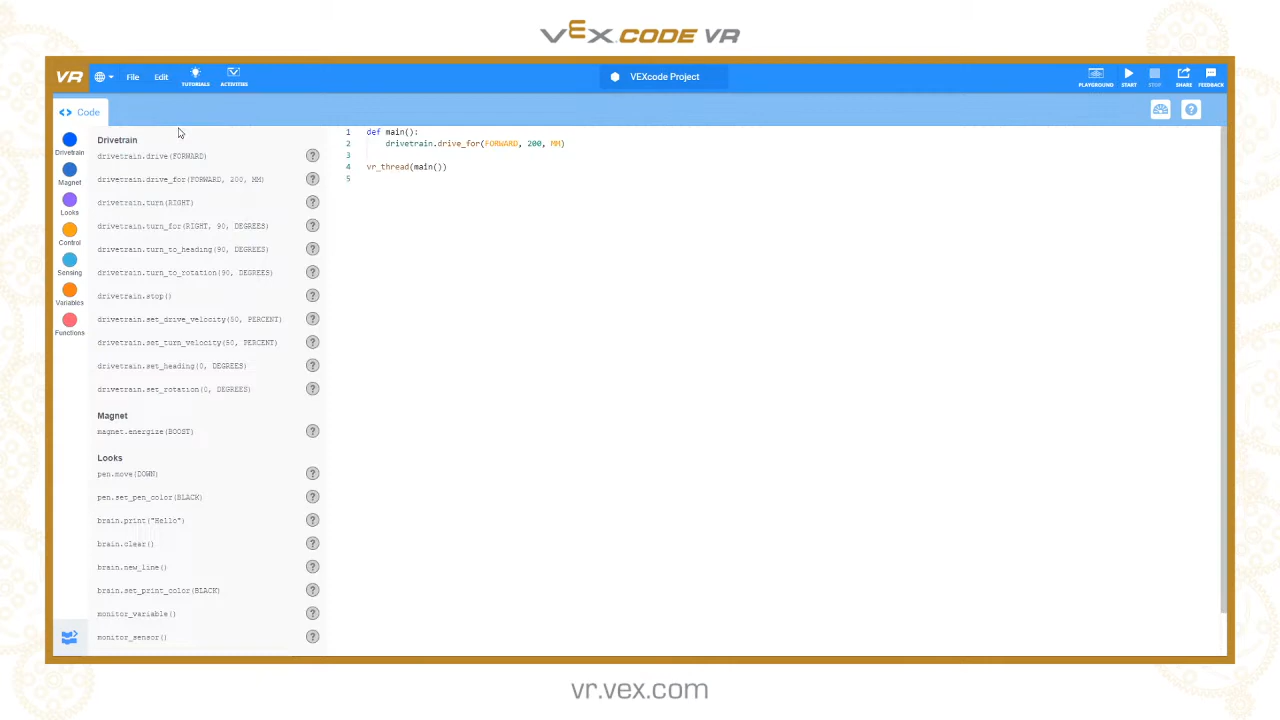 VEXCODE VR
VR
File
Edit
TUTORIALS
ACTIVITIES
VEXcode Project
PLAYGROUND
START
STOP
SHARE
FEEDBACK
<> Code
?
Drivetrain
Magnet
Looks
Control
Sensing
Variables
Functions
Drivetrain
drivetrain.drive(FORWARD) ?
drivetrain.drive_for(FORWARD, 200, MM) ?
drivetrain.turn(RIGHT) ?
drivetrain.turn_for(RIGHT, 90, DEGREES) ?
drivetrain.turn_to_heading(90, DEGREES) ?
drivetrain.turn_to_rotation(90, DEGREES) ?
drivetrain.stop() ?
drivetrain.set_drive_velocity(50, PERCENT) ?
drivetrain.set_turn_velocity(50, PERCENT) ?
drivetrain.set_heading(0, DEGREES) ?
drivetrain.set_rotation(0, DEGREES) ?
Magnet
magnet.energize(BOOST) ?
Looks
pen.move(DOWN) ?
pen.set_pen_color(BLACK) ?
brain.print("Hello") ?
brain.clear() ?
brain.new_line() ?
brain.set_print_color(BLACK) ?
monitor_variable() ?
monitor_sensor() ?
1 def main():
2 drivetrain.drive_for(FORWARD, 200, MM)
3
4 vr_thread(main())
5
vr.vex.com